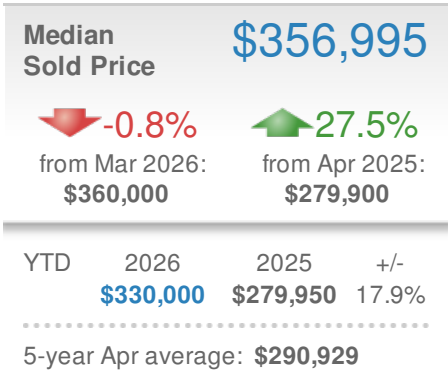 Median Sold Price $356,995
-0.8% 27.5%
from Mar 2026: from Apr 2025:
$360,000 $279,900
YTD 2026 2025 +/-
$330,000 $279,950 17.9%
5-year Apr average: $290,929